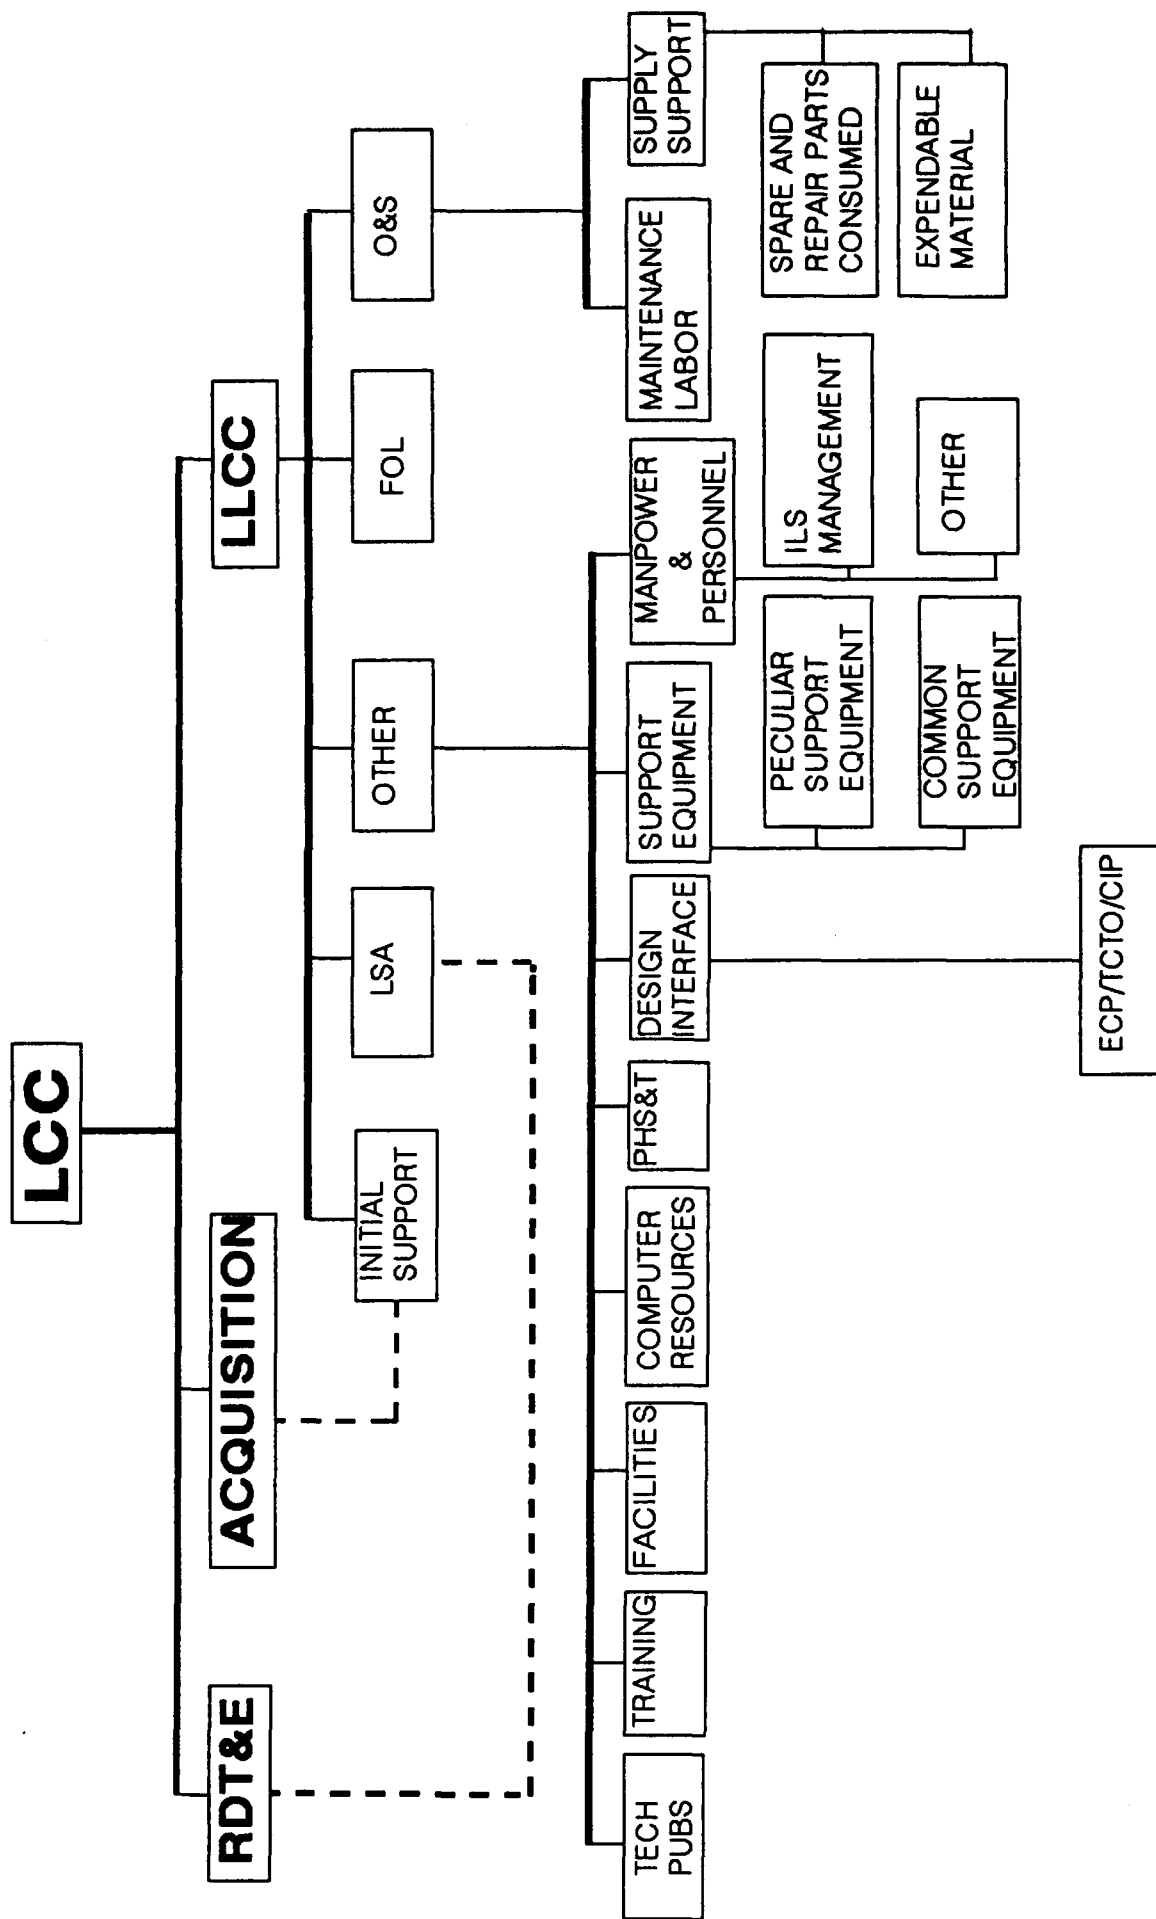 LCC
RDT&E
ACQUISITION
LLCC
INITIAL
SUPPORT
LSA
OTHER
FOL
O&S
TECH
PUBS
TRAINING
FACILITIES
COMPUTER
RESOURCES
PHS&T
DESIGN
INTERFACE
SUPPORT
EQUIPMENT
MANPOWER
&
PERSONNEL
MAINTENANCE
LABOR
SUPPLY
SUPPORT
PECULIAR
SUPPORT
EQUIPMENT
ILS
MANAGEMENT
SPARE AND
REPAIR PARTS
CONSUMED
COMMON
SUPPORT
EQUIPMENT
OTHER
EXPENDABLE
MATERIAL
ECP/TCTO/CIP